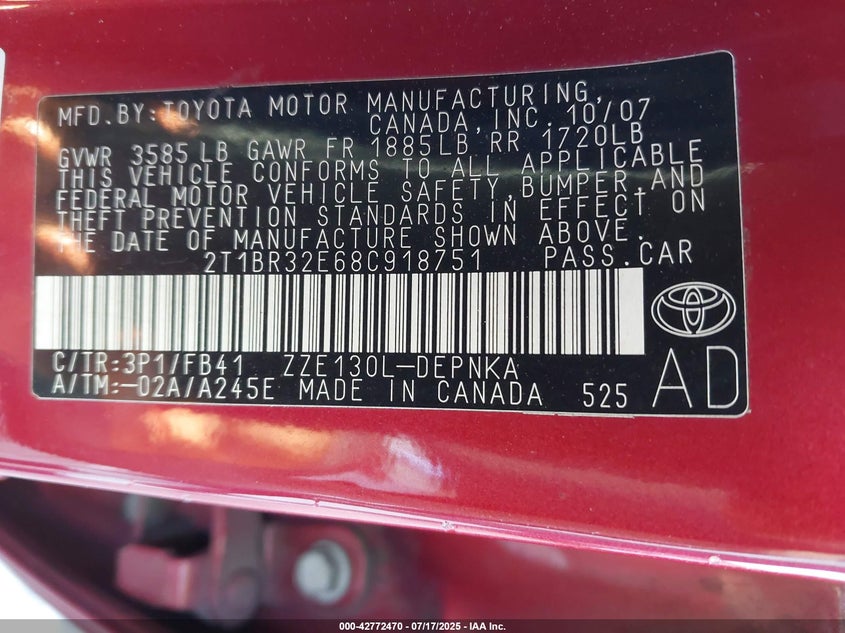 MFD.BY:TOYOTA MOTOR MANUFACTURING,
CANADA,INC.10/07
GVWR 3585LB GAWR FR 1885LB RR 1720LB
THIS VEHICLE CONFORMS TO ALL APPLICABLE
FEDERAL MOTOR VEHICLE SAFETY,BUMPER,AND
THEFT PREVENTION STANDARDS IN EFFECT ON
THE DATE OF MANUFACTURE SHOWN ABOVE.
2T1BR32E68C918751 PASS.CAR
C/TR:3P1/FB41 ZZE130L-DEPNKA
A/TM:-02A/A245E MADE IN CANADA 525
AD
000-42772470 - 07/17/2025 - IAA Inc.